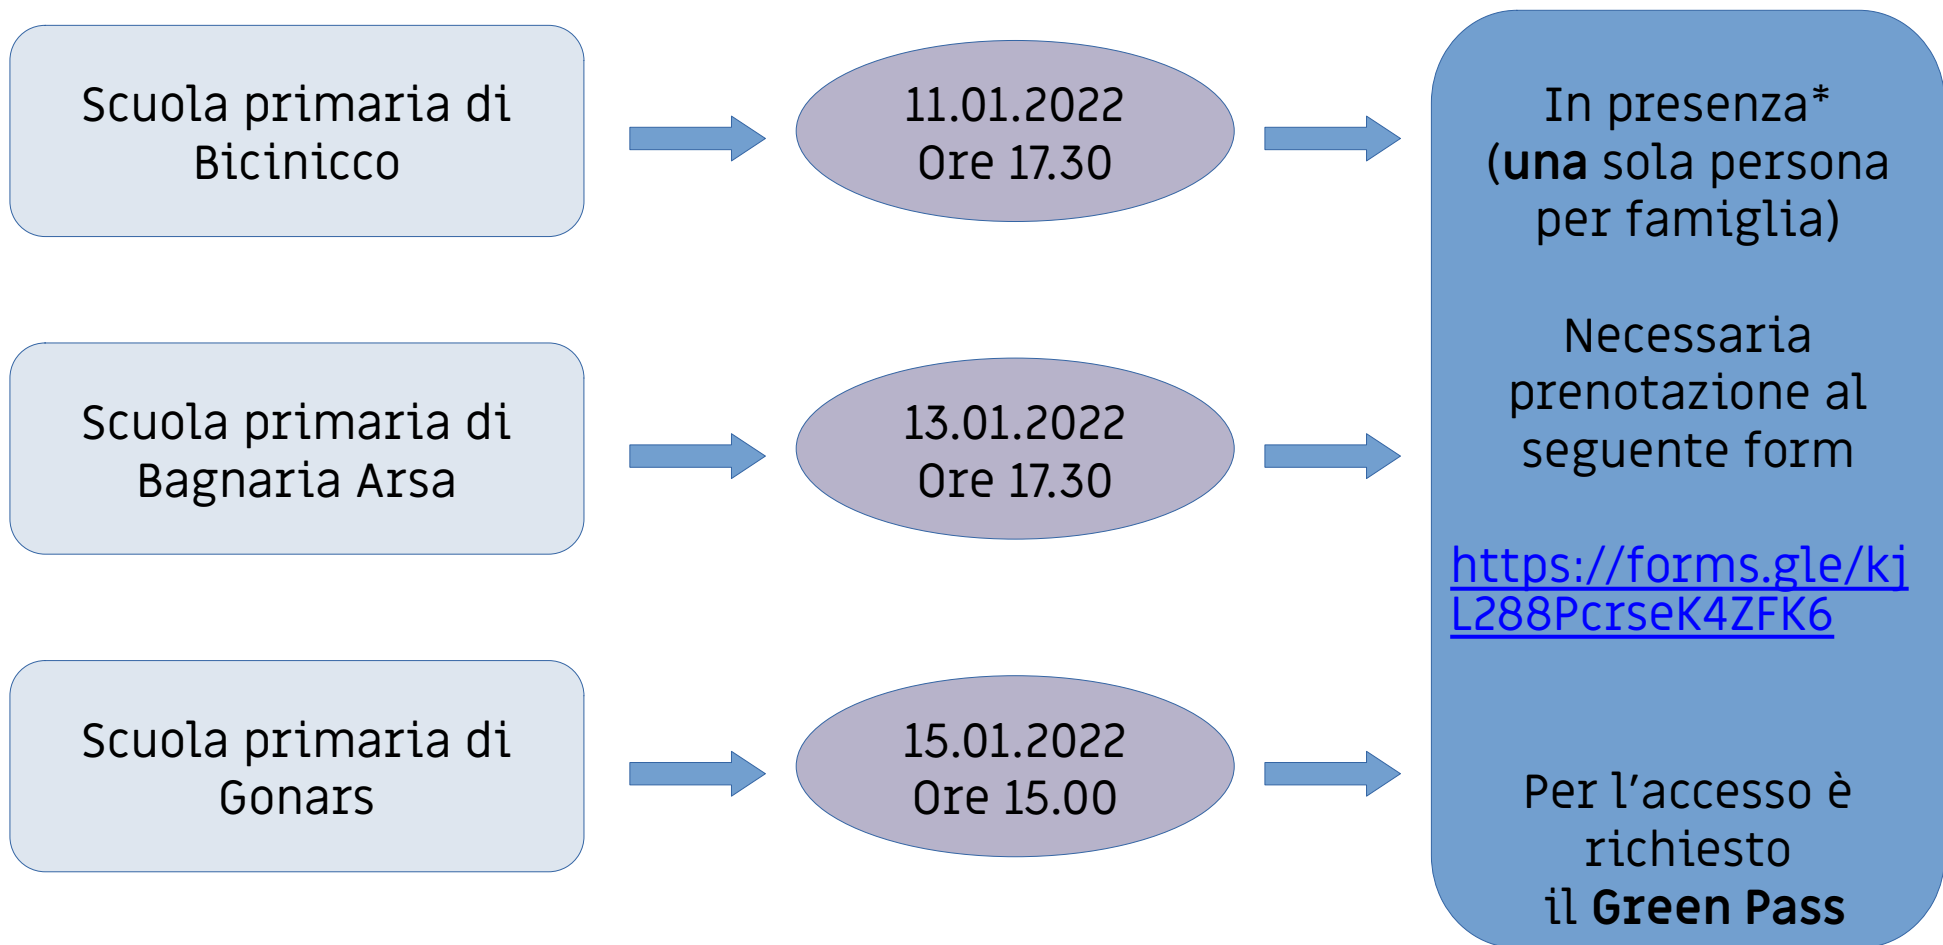 Scuola primaria di
Bicinicco
11.01.2022
Ore 17.30
Scuola primaria di
Bagnaria Arsa
13.01.2022
Ore 17.30
Scuola primaria di
Gonars
15.01.2022
Ore 15.00
In presenza*
(una sola persona
per famiglia)
Necessaria
prenotazione al
seguente form
https://forms.gle/kj
L288PcrseK4ZFK6
Per l’accesso è
richiesto
il Green Pass